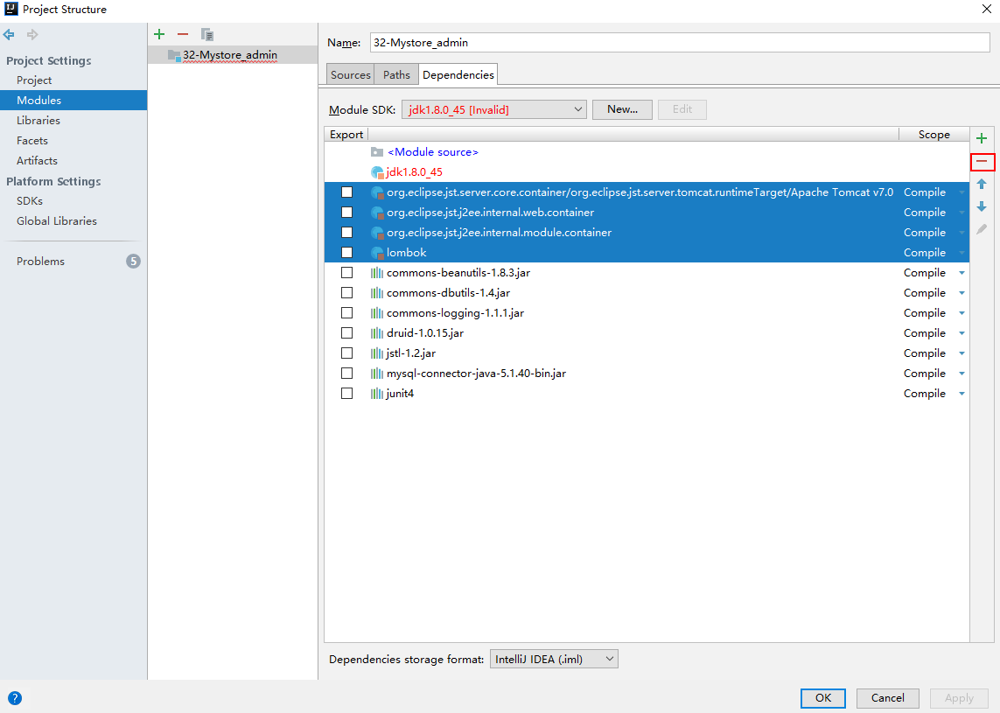 Project Structure
Project Settings
Project
Modules
Libraries
Facets
Artifacts
Platform Settings
SDKs
Global Libraries
Problems 5
32-Mystore_admin
Name: 32-Mystore_admin
Sources Paths Dependencies
Module SDK: jdk1.8.0_45 [Invalid] New... Edit
Export Scope
<Module source>
jdk1.8.0_45
org.eclipse.jst.server.core.container/org.eclipse.jst.server.tomcat.runtimeTarget/Apache Tomcat v7.0 Compile
org.eclipse.jst.j2ee.internal.web.container Compile
org.eclipse.jst.j2ee.internal.module.container Compile
lombok Compile
commons-beanutils-1.8.3.jar Compile
commons-dbutils-1.4.jar Compile
commons-logging-1.1.1.jar Compile
druid-1.0.15.jar Compile
jstl-1.2.jar Compile
mysql-connector-java-5.1.40-bin.jar Compile
junit4 Compile
Dependencies storage format: IntelliJ IDEA (.iml)
? OK Cancel Apply